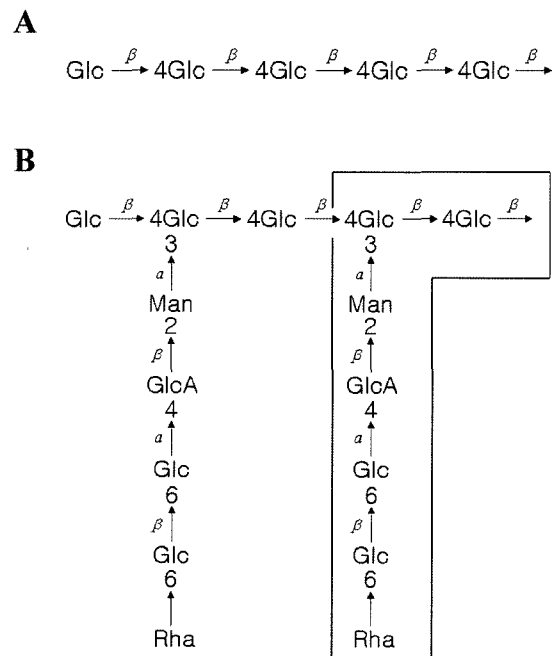 A
β β β β β
Glc → 4Glc → 4Glc → 4Glc → 4Glc →
B
β β β β β
Glc → 4Glc → 4Glc → 4Glc → 4Glc →
3 3
α α
Man Man
2 2
β β
GlcA GlcA
4 4
α α
Glc Glc
6 6
β β
Glc Glc
6 6
Rha Rha